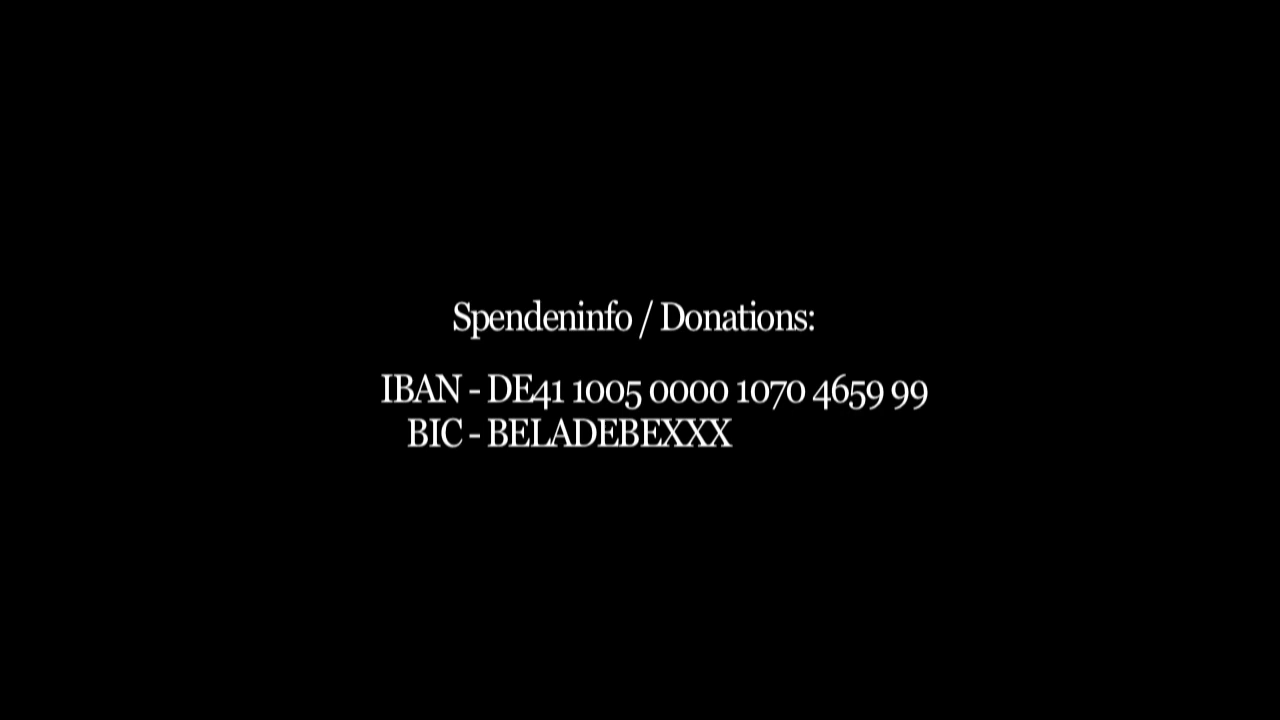 Spendeninfo / Donations:
IBAN - DE41 1005 0000 1070 4659 99
BIC - BELADEBEXXX